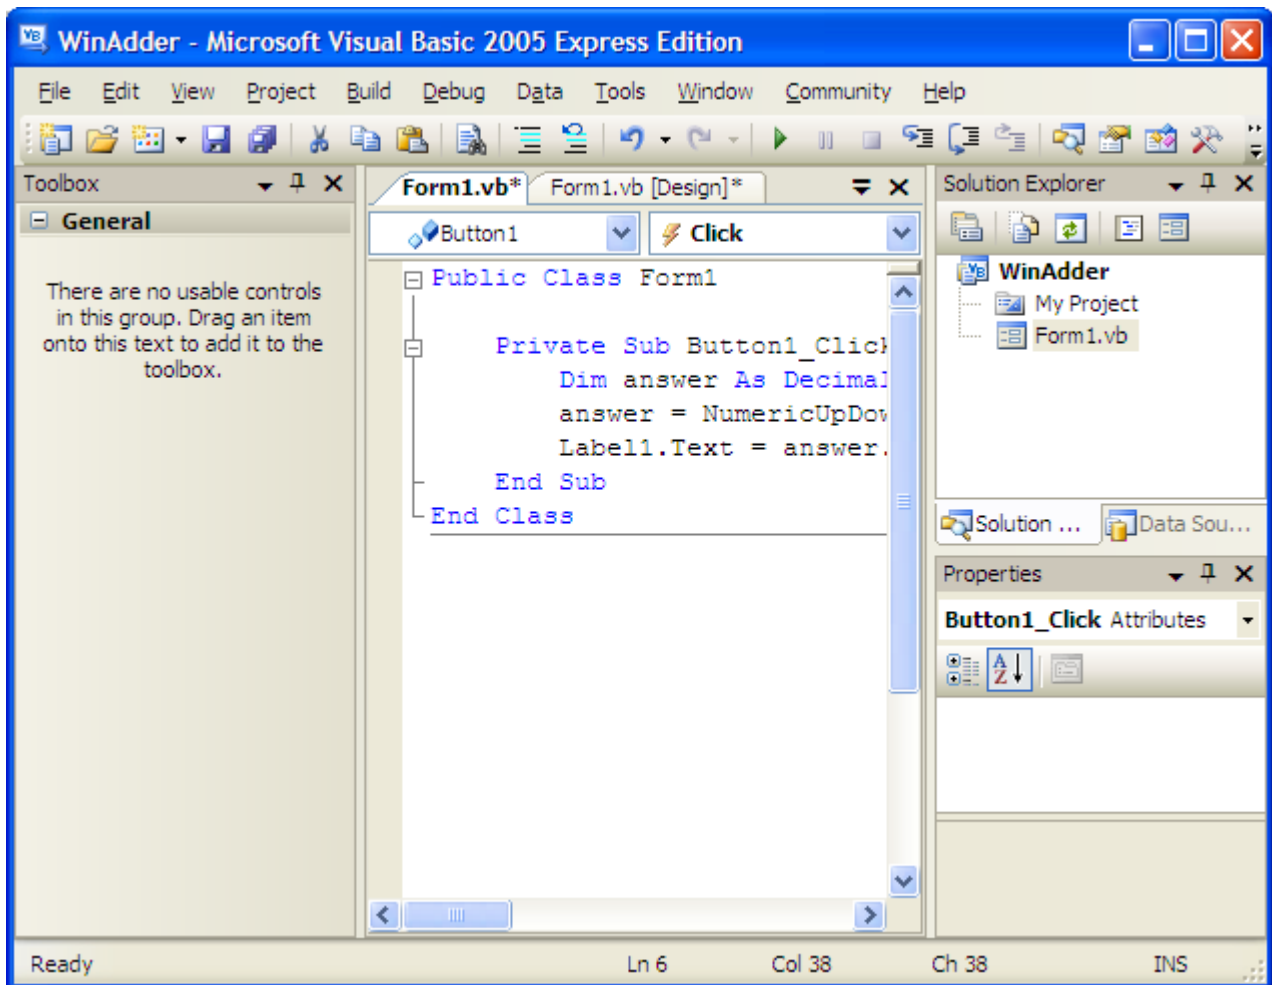 WinAdder - Microsoft Visual Basic 2005 Express Edition
File Edit View Project Build Debug Data Tools Window Community Help
Toolbox
General
There are no usable controls
in this group. Drag an item
onto this text to add it to the
toolbox.
Form1.vb* Form1.vb [Design]*
Button1 Click
Public Class Form1
Private Sub Button1_Click
Dim answer As Decimal
answer = NumericUpDow
Label1.Text = answer.
End Sub
End Class
Solution Explorer
WinAdder
My Project
Form1.vb
Solution ... Data Sou...
Properties
Button1_Click Attributes
Ready Ln 6 Col 38 Ch 38 INS